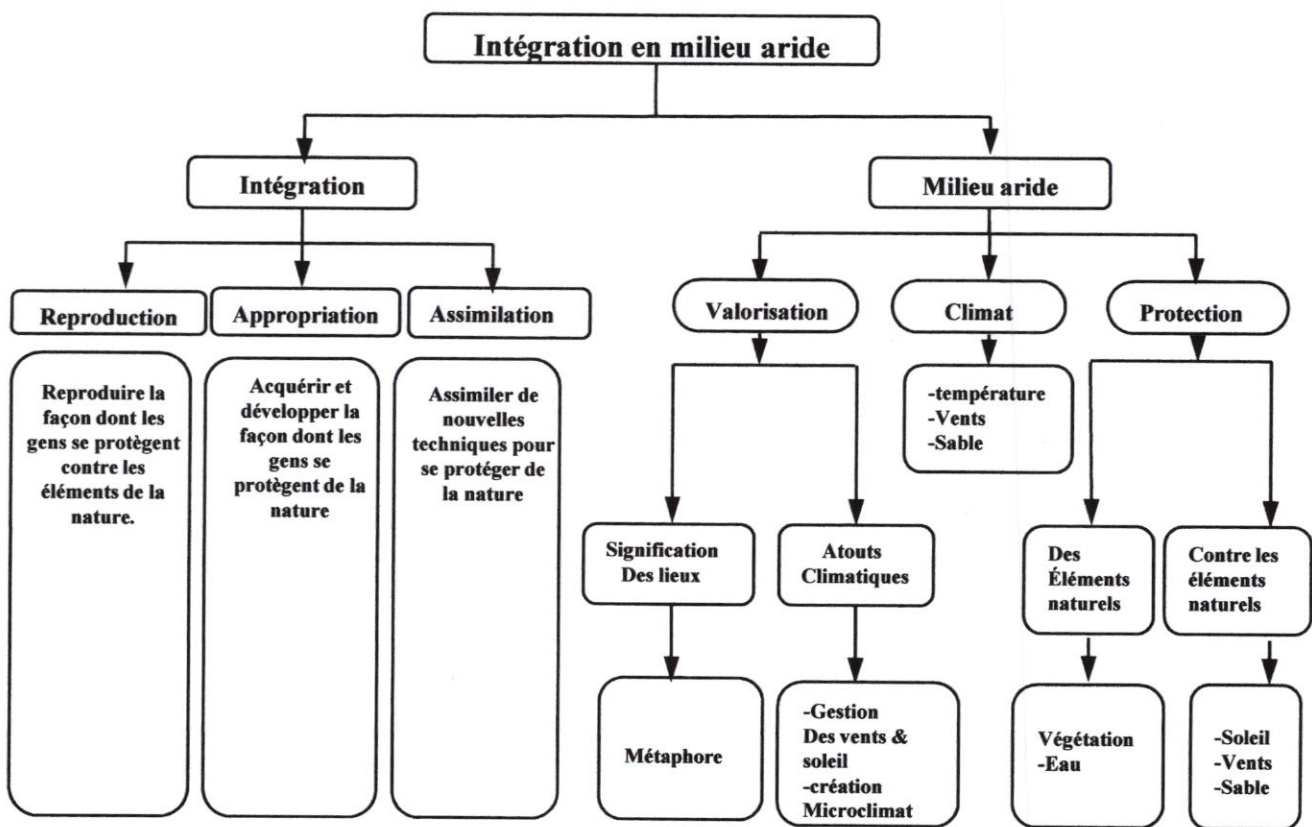 Intégration en milieu aride
Intégration
Milieu aride
Reproduction
Appropriation
Assimilation
Valorisation
Climat
Protection
Reproduire la
façon dont les
gens se protègent
contre les
éléments de la
nature.
Acquérir et
développer la
façon dont les
gens se
protègent de la
nature
Assimiler de
nouvelles
techniques pour
se protéger de
la nature
-température
-Vents
-Sable
Signification
Des lieux
Atouts
Climatiques
Des
Éléments
naturels
Contre les
éléments
naturels
Métaphore
-Gestion
Des vents &
soleil
-création
Microclimat
Végétation
-Eau
-Soleil
-Vents
-Sable